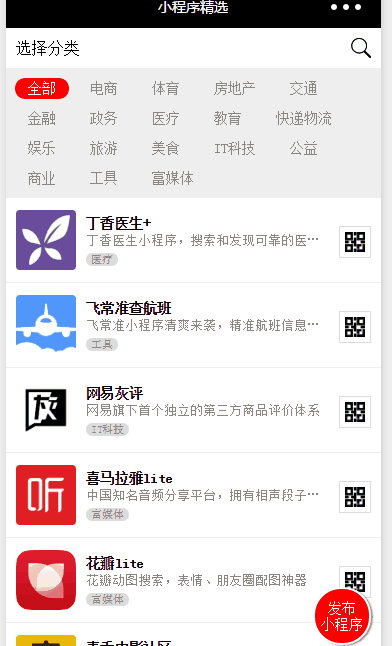 小程序精选
选择分类
全部 电商 体育 房地产 交通
金融 政务 医疗 教育 快递物流
娱乐 旅游 美食 IT科技 公益
商业 工具 富媒体
丁香医生+
丁香医生小程序，搜索和发现可靠的医…
医疗
飞常准查航班
飞常准小程序清爽来袭，精准航班信息…
工具
灰
网易灰评
网易旗下首个独立的第三方商品评价体系
IT科技
听
喜马拉雅lite
中国知名音频分享平台，拥有相声段子…
富媒体
花瓣lite
花瓣动图搜索，表情、朋友圈配图神器
富媒体
发布
小程序